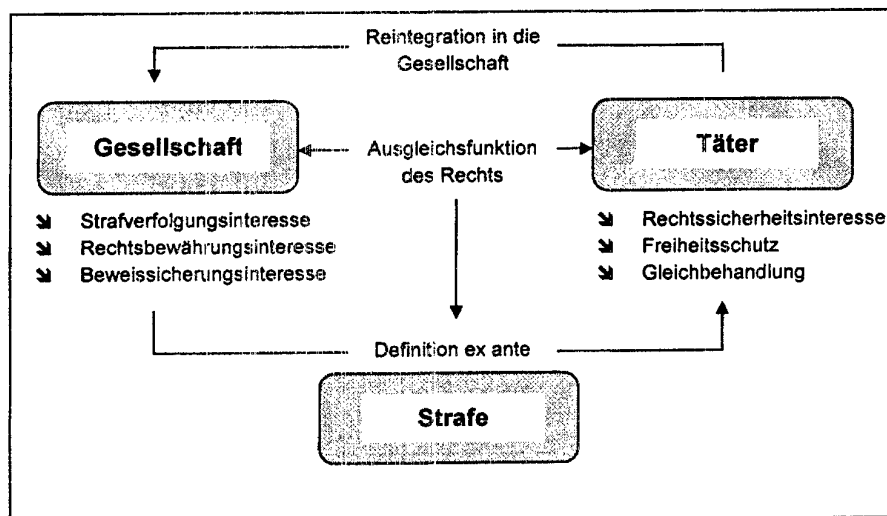 Reintegration in die
Gesellschaft
Gesellschaft
Ausgleichsfunktion
des Rechts
Täter
Strafverfolgungsinteresse
Rechtsbewährungsinteresse
Beweissicherungsinteresse
Rechtssicherheitsinteresse
Freiheitsschutz
Gleichbehandlung
Definition ex ante
Strafe